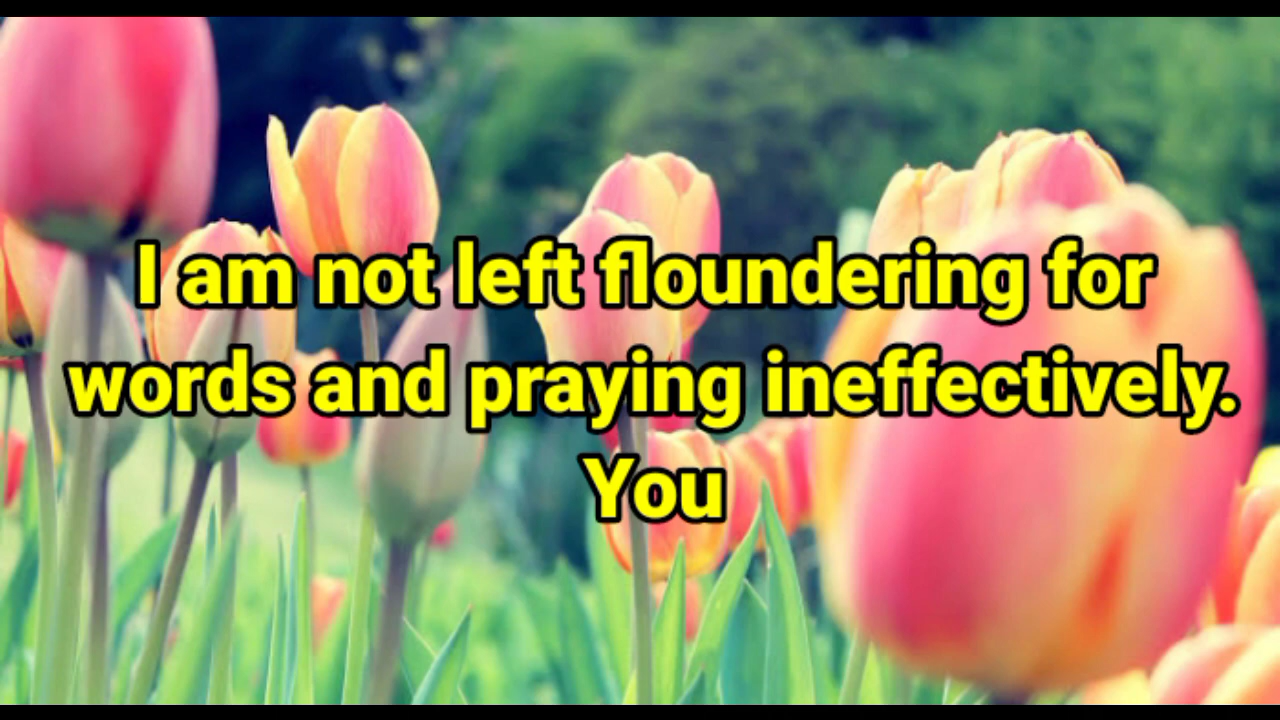 I am not left floundering for
words and praying ineffectively.
You